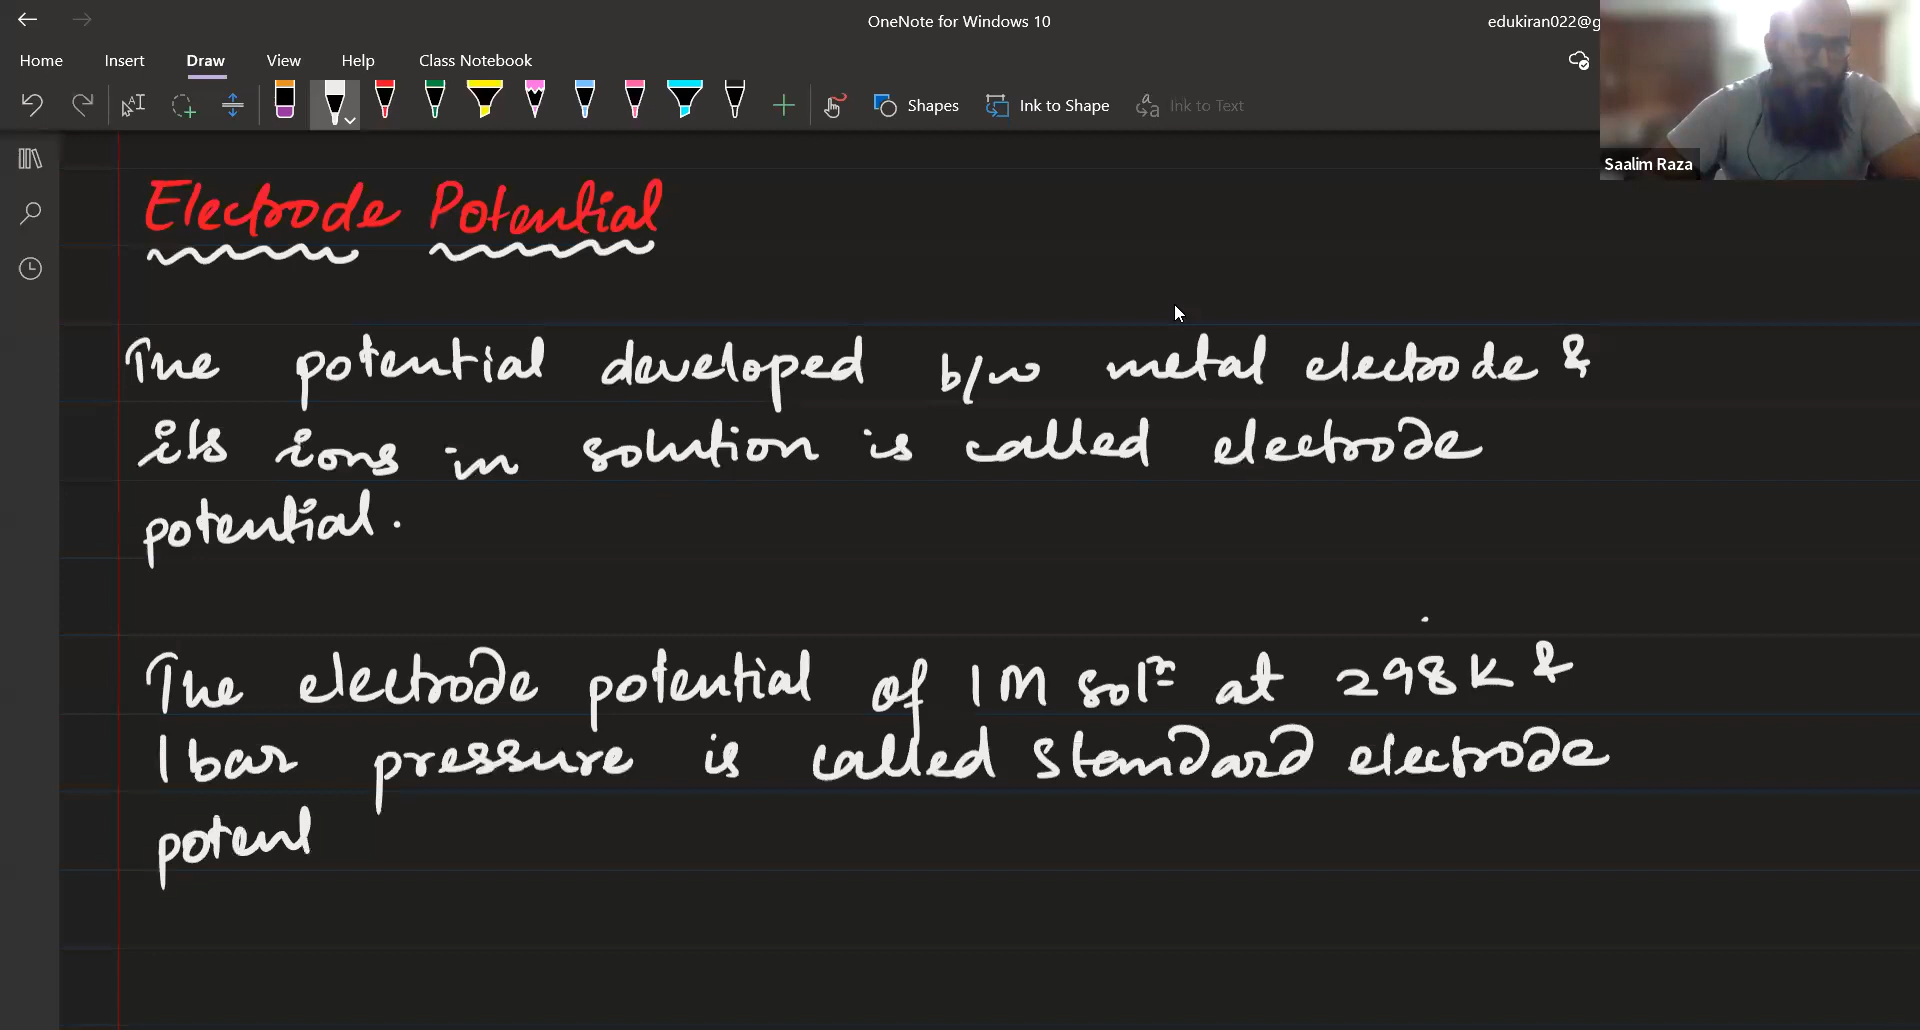 OneNote for Windows 10
edukiran022@g
Home Insert Draw View Help Class Notebook
Shapes Ink to Shape Ink to Text
Saalim Raza
Electrode Potential
The potential developed b/w metal electrode &
its ions in solution is called electrode
potential.
The electrode potential of 1M solⁿ at 298K &
1 bar pressure is called standard electrode
potent